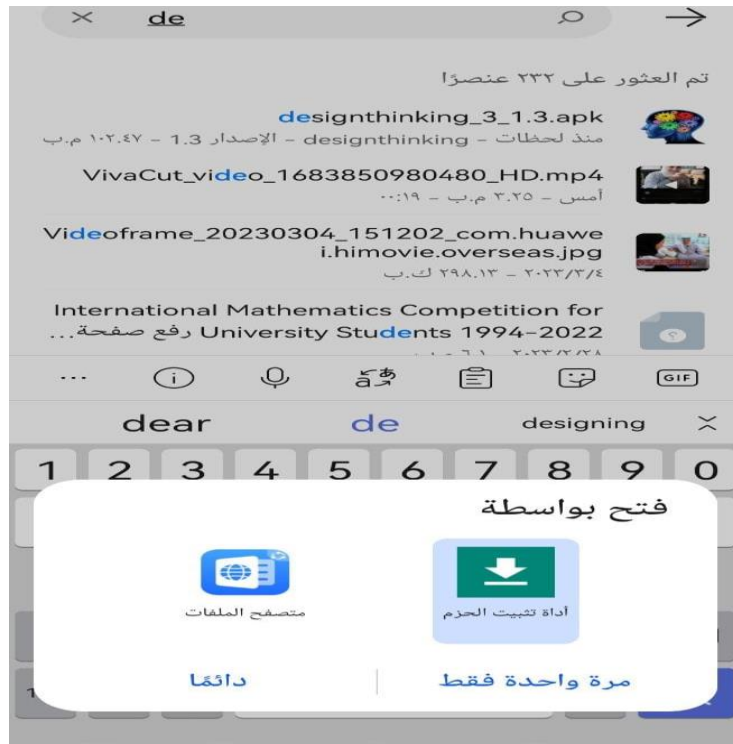 de
تم العثور على ٢٣٢ عنصرًا
designthinking_3_1.3.apk
منذ لحظات - designthinking - الإصدار 1.3 - ١٠٢.٤٧ م.ب
VivaCut_video_1683850980480_HD.mp4
أمس - ٣.٢٥ م.ب - ٠٠:١٩
Videoframe_20230304_151202_com.huawe
i.himovie.overseas.jpg
٢٠٢٣/٣/٤ - ٢٩٨.١٣ ك.ب
International Mathematics Competition for
University Students 1994-2022 رفع صفحة...
GIF
dear de designing
1 2 3 4 5 6 7 8 9 0
فتح بواسطة
أداة تثبيت الحزم
متصفح الملفات
مرة واحدة فقط
دائمًا